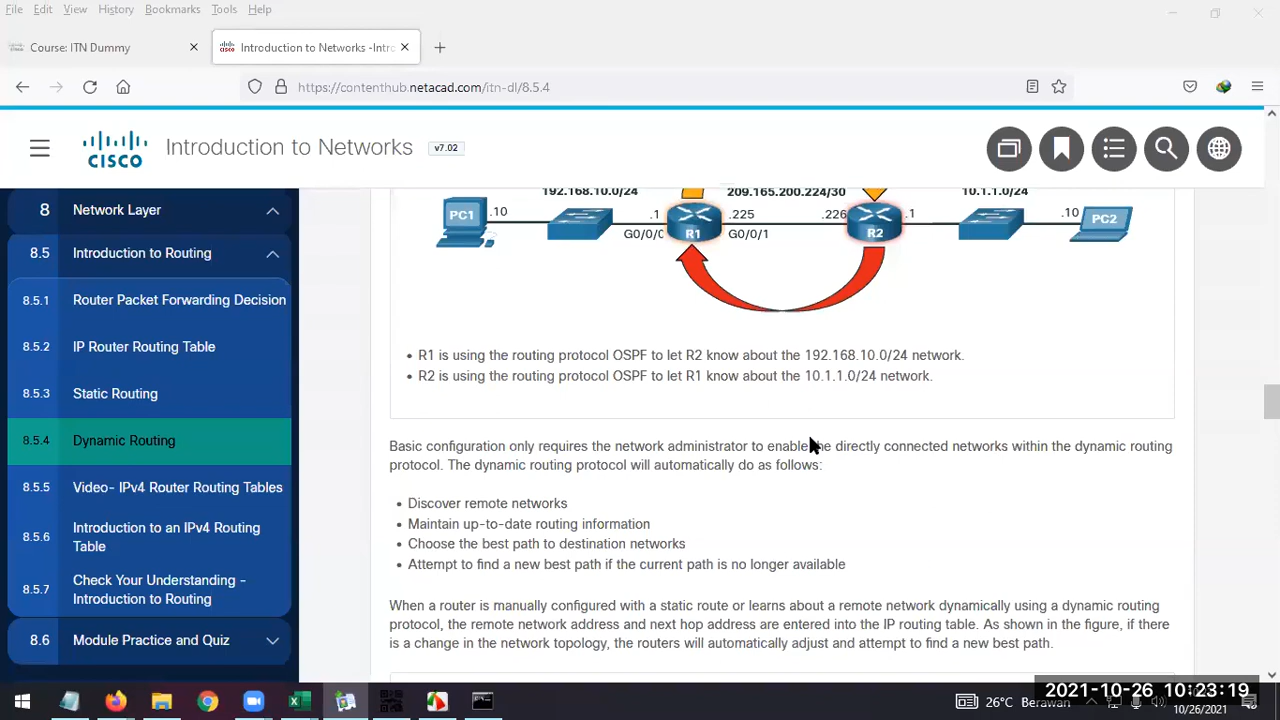 File Edit View History Bookmarks Tools Help
Course: ITN Dummy
Introduction to Networks -Intro
https://contenthub.netacad.com/itn-dl/8.5.4
CISCO
Introduction to Networks v7.02
8 Network Layer
8.5 Introduction to Routing
8.5.1 Router Packet Forwarding Decision
8.5.2 IP Router Routing Table
8.5.3 Static Routing
8.5.4 Dynamic Routing
8.5.5 Video- IPv4 Router Routing Tables
8.5.6 Introduction to an IPv4 Routing
Table
8.5.7 Check Your Understanding -
Introduction to Routing
8.6 Module Practice and Quiz
192.168.10.0/24 209.165.200.224/30 10.1.1.0/24
PC1 .10 .1 R1 .225 .226 R2 .1 .10 PC2
G0/0/0 G0/0/1
R1 is using the routing protocol OSPF to let R2 know about the 192.168.10.0/24 network.
R2 is using the routing protocol OSPF to let R1 know about the 10.1.1.0/24 network.
Basic configuration only requires the network administrator to enable the directly connected networks within the dynamic routing
protocol. The dynamic routing protocol will automatically do as follows:
Discover remote networks
Maintain up-to-date routing information
Choose the best path to destination networks
Attempt to find a new best path if the current path is no longer available
When a router is manually configured with a static route or learns about a remote network dynamically using a dynamic routing
protocol, the remote network address and next hop address are entered into the IP routing table. As shown in the figure, if there
is a change in the network topology, the routers will automatically adjust and attempt to find a new best path.
2021-10-26 10:23:19
26°C Berawan
10/26/2021